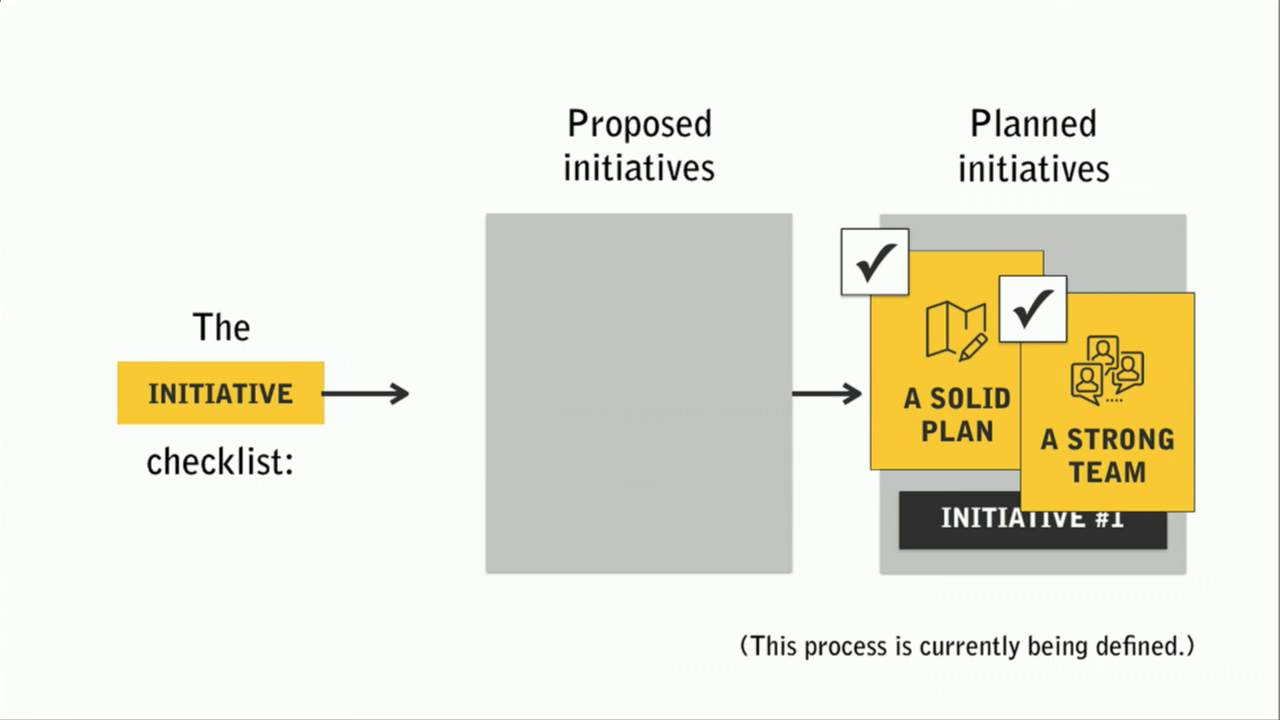 Proposed
initiatives
Planned
initiatives
The
INITIATIVE
checklist:
A SOLID
PLAN
A STRONG
TEAM
INITIATIVE #1
(This process is currently being defined.)